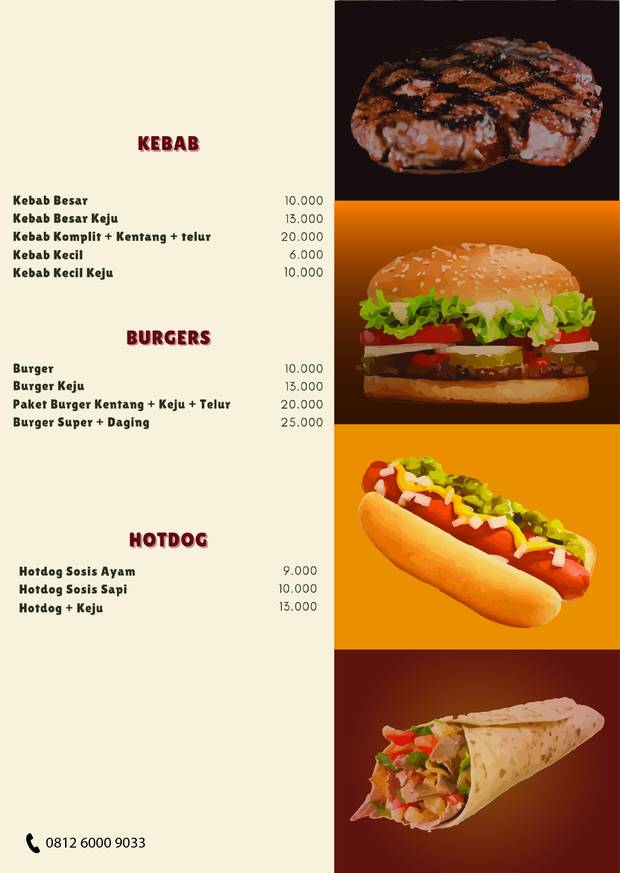 KEBAB
Kebab Besar 10.000
Kebab Besar Keju 13.000
Kebab Komplit + Kentang + telur 20.000
Kebab Kecil 6.000
Kebab Kecil Keju 10.000
BURGERS
Burger 10.000
Burger Keju 13.000
Paket Burger Kentang + Keju + Telur 20.000
Burger Super + Daging 25.000
HOTDOG
Hotdog Sosis Ayam 9.000
Hotdog Sosis Sapi 10.000
Hotdog + Keju 13.000
0812 6000 9033